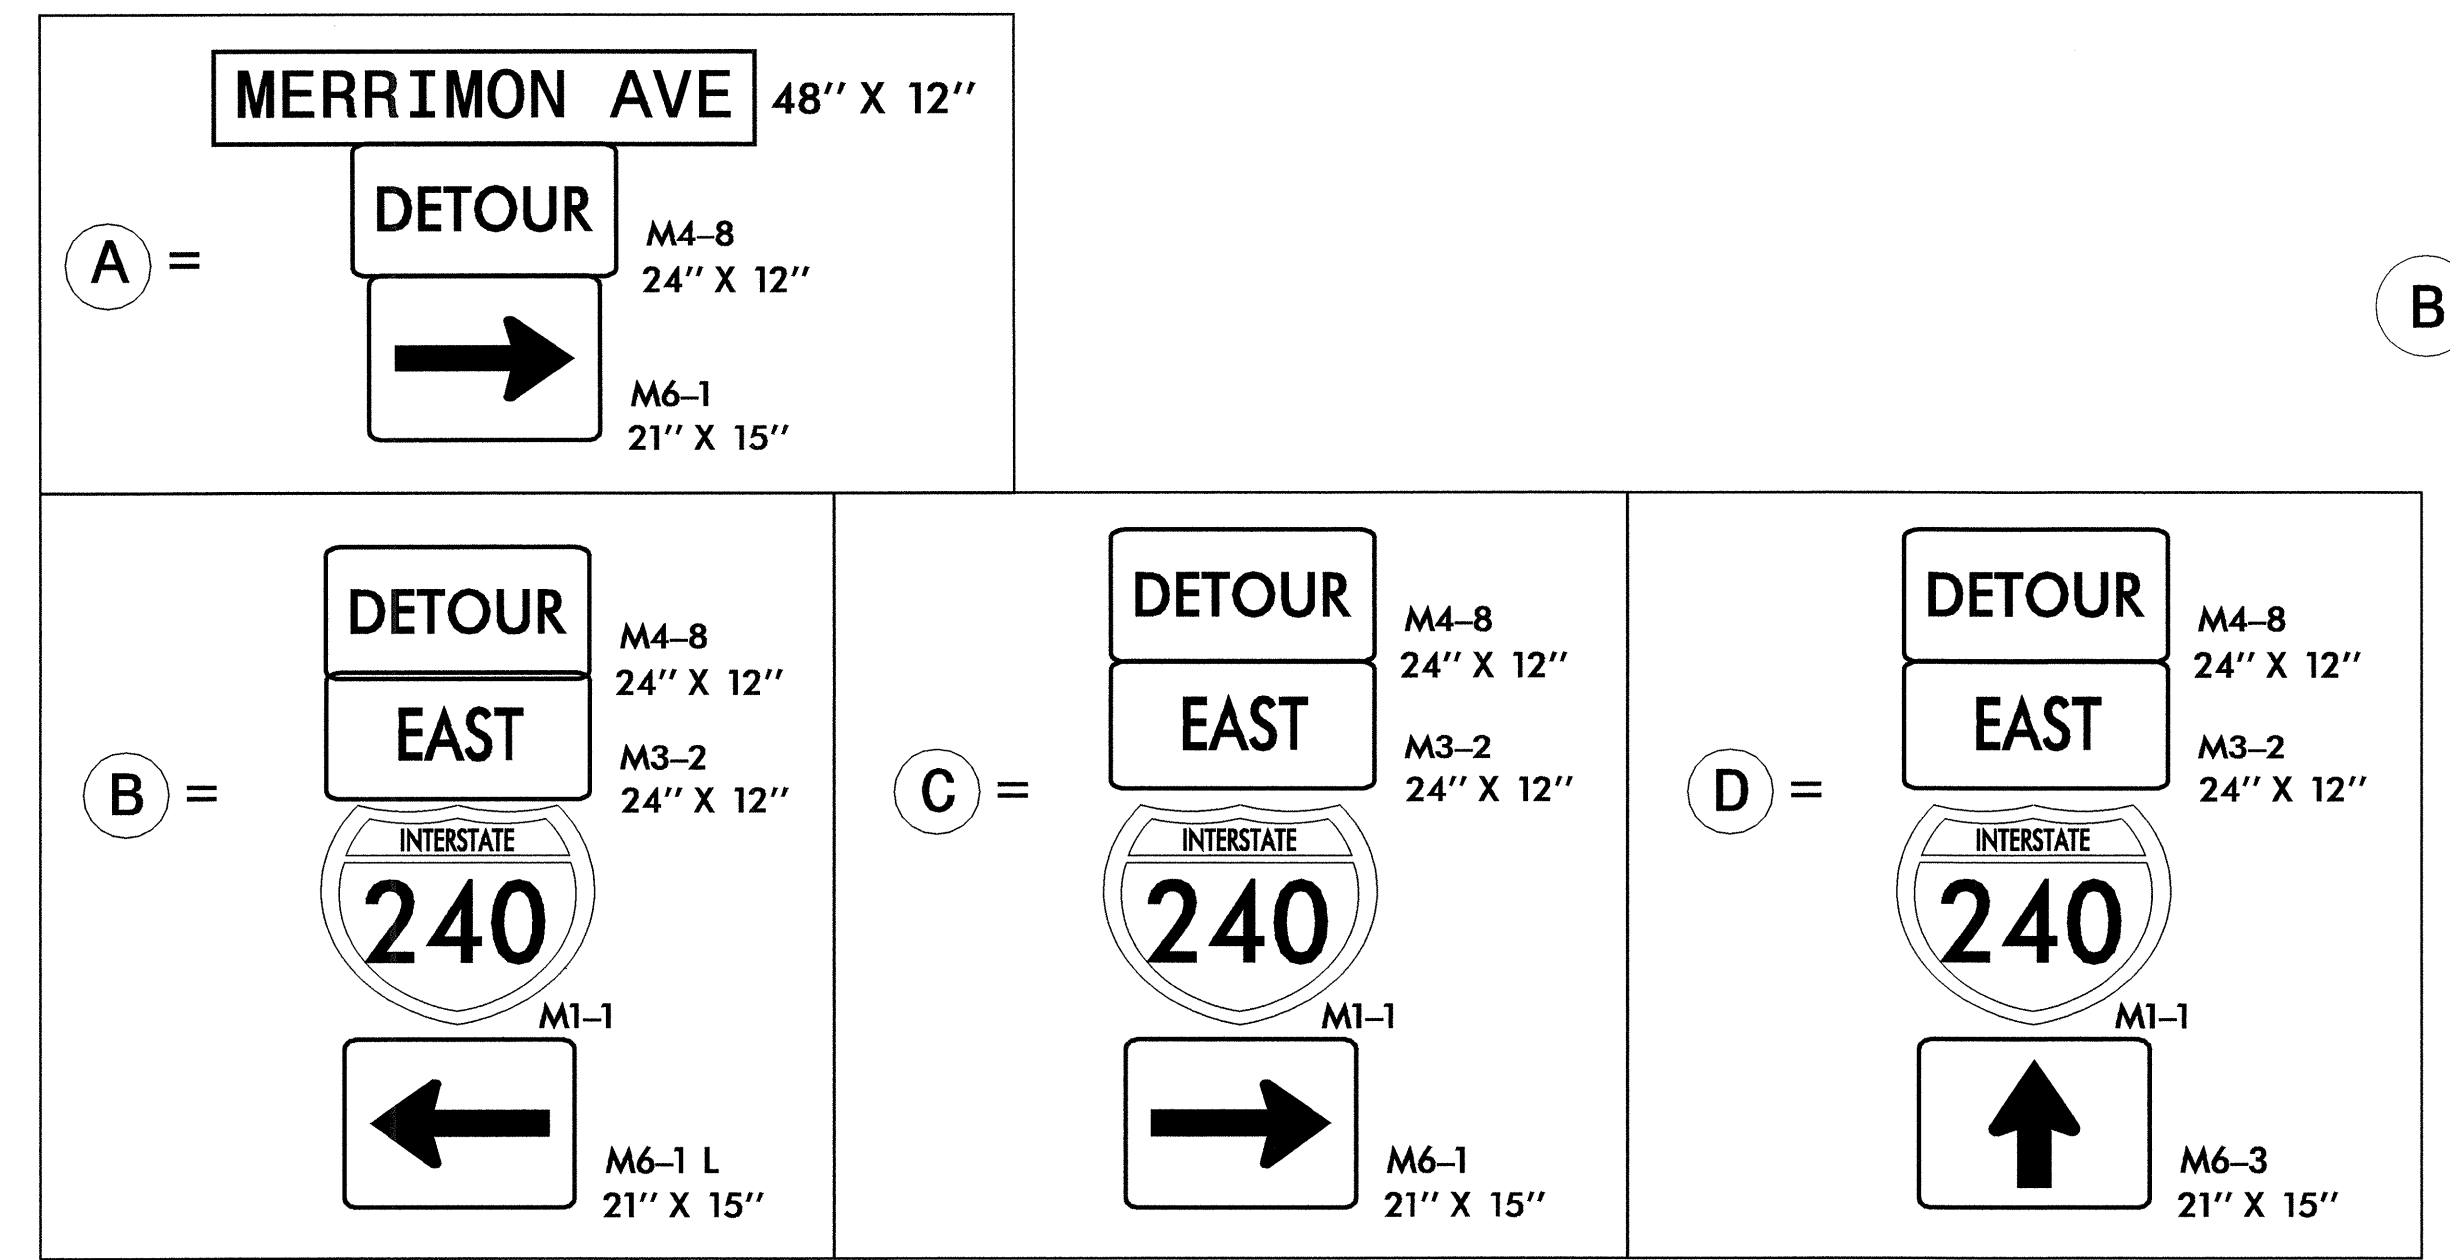 MERRIMON AVE 48" X 12"
DETOUR
M4-8
24" X 12"
A =
M6-1
21" X 15"
B
DETOUR
M4-8
24" X 12"
EAST
M3-2
24" X 12"
B =
INTERSTATE
240
M1-1
M6-1 L
21" X 15"
DETOUR
M4-8
24" X 12"
EAST
M3-2
24" X 12"
C =
INTERSTATE
240
M1-1
M6-1
21" X 15"
DETOUR
M4-8
24" X 12"
EAST
M3-2
24" X 12"
D =
INTERSTATE
240
M1-1
M6-3
21" X 15"